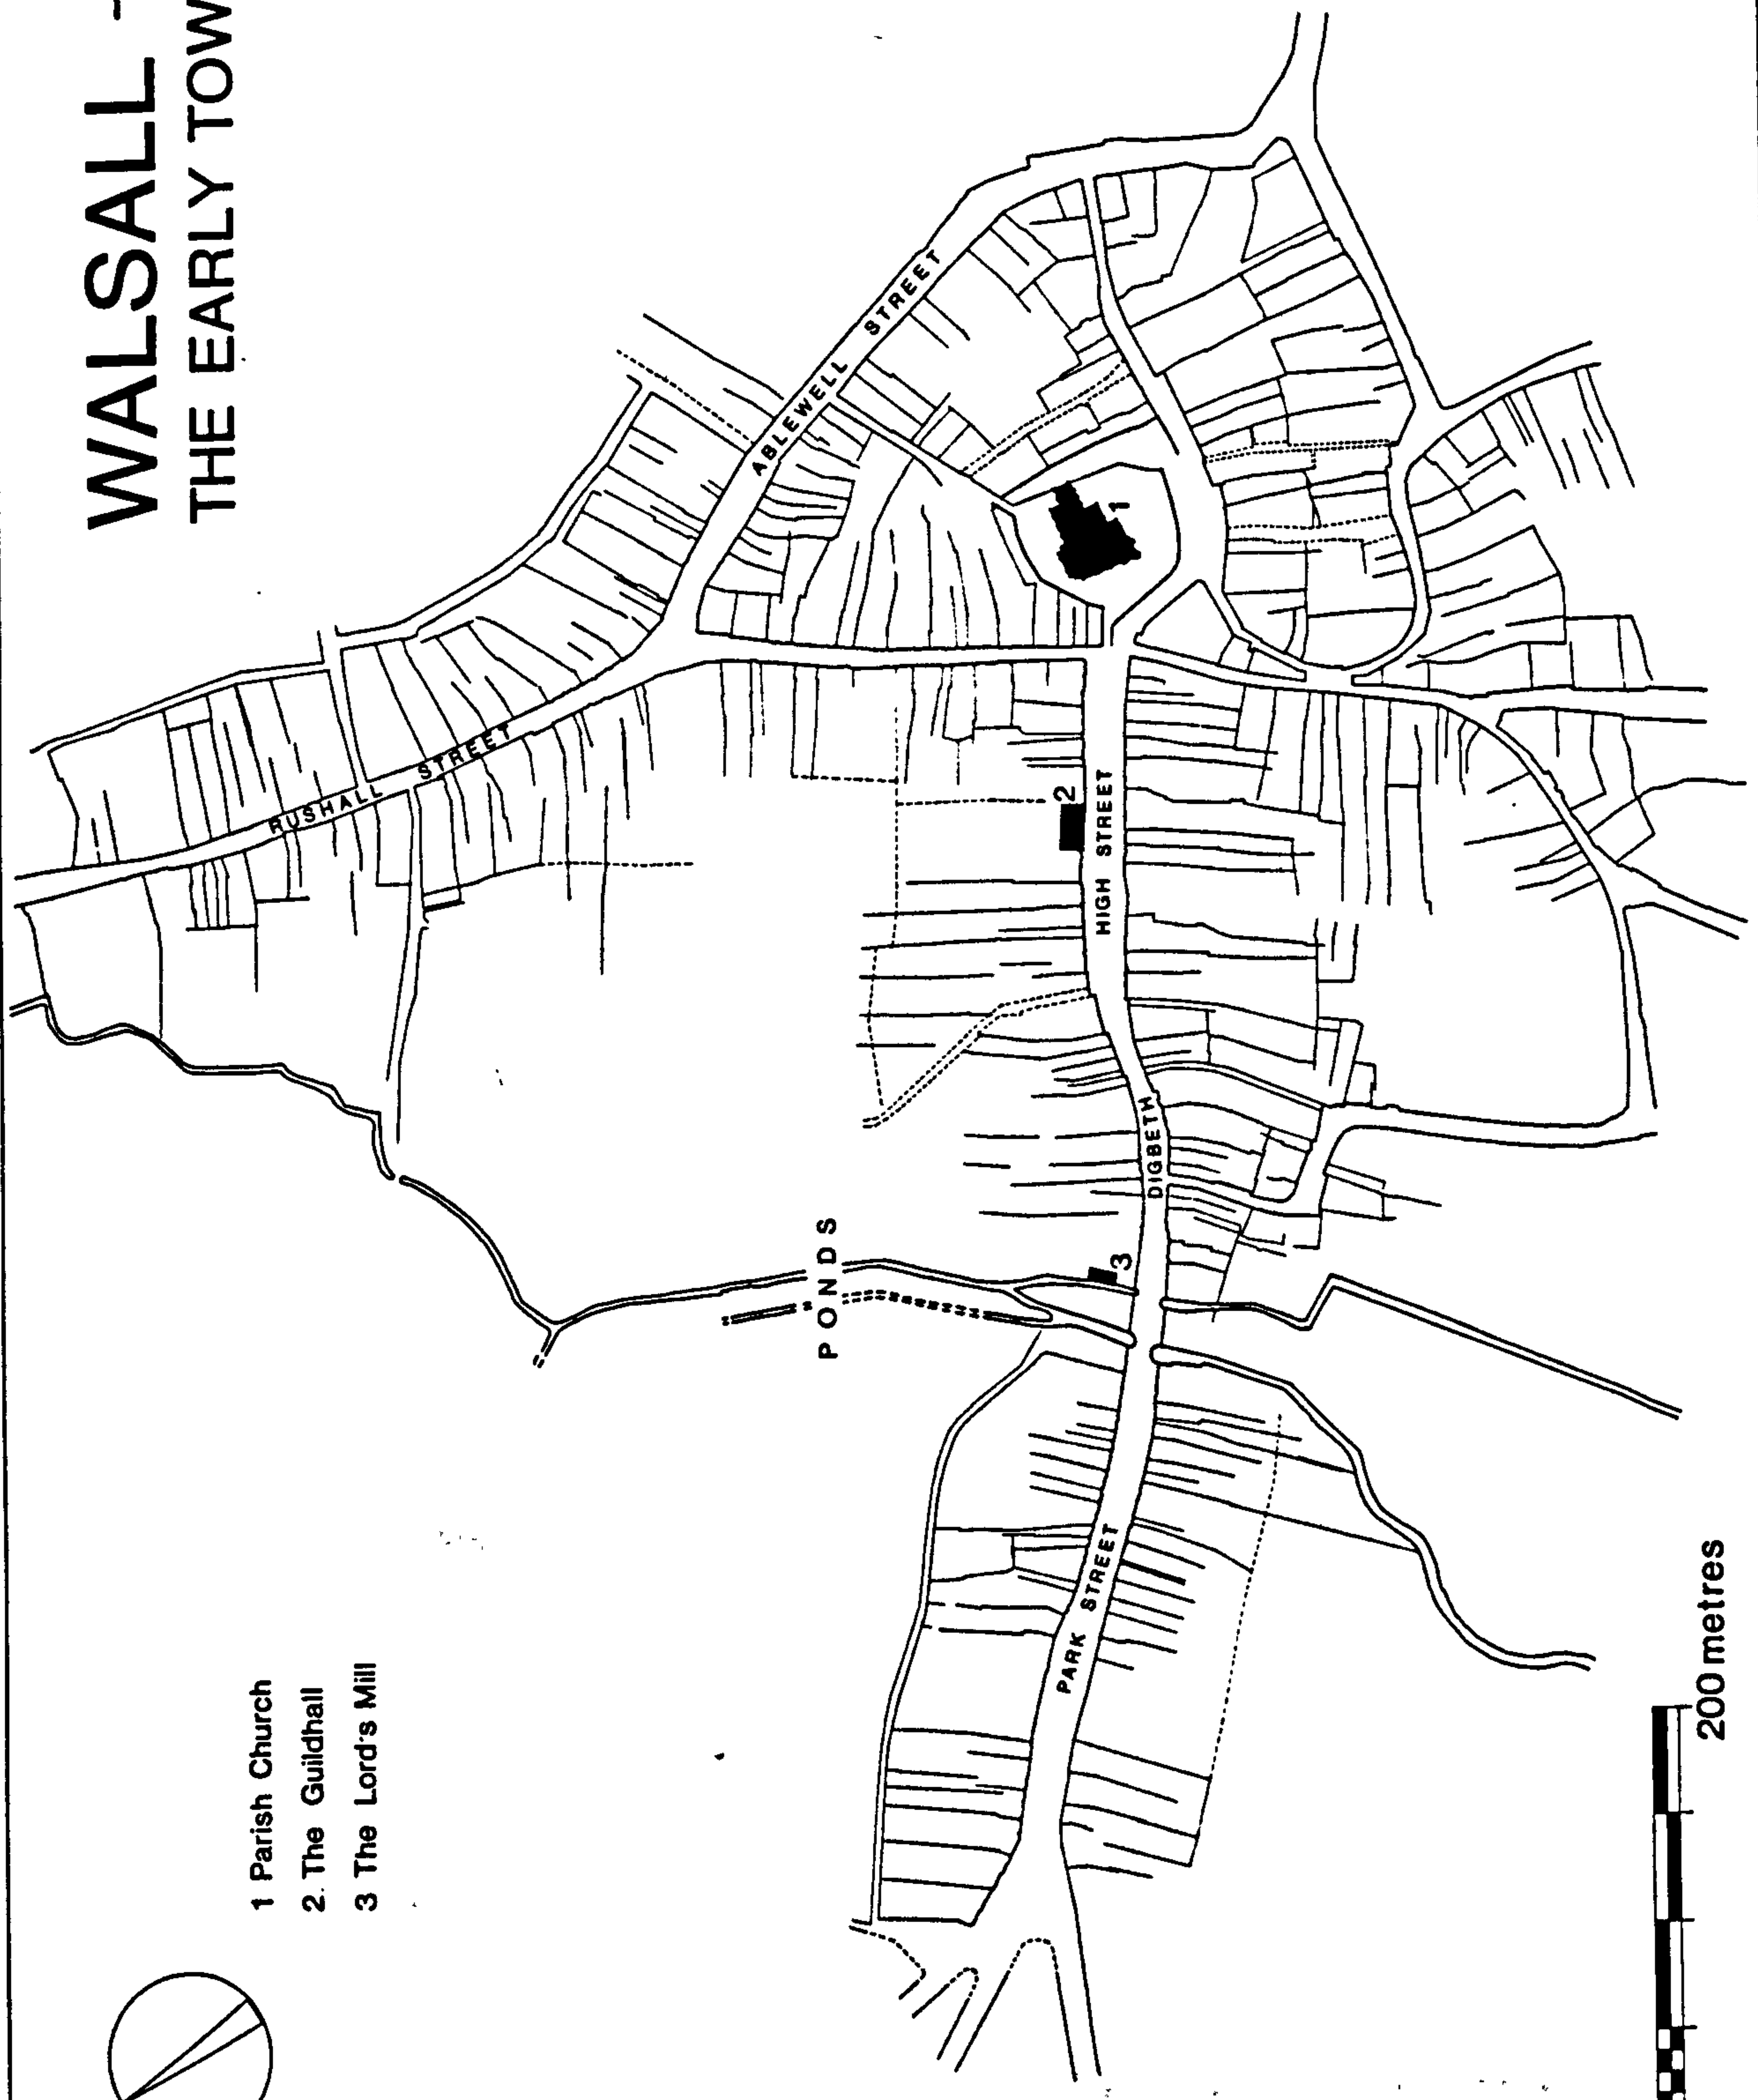 WALSALL -
THE EARLY TOW
1 Parish Church
2. The Guildhall
3 The Lord's Mill
RUSHALL STREET
ABLEWELL STREET
1
2
HIGH STREET
DIGBETH
3
PONDS
PARK STREET
200 metres